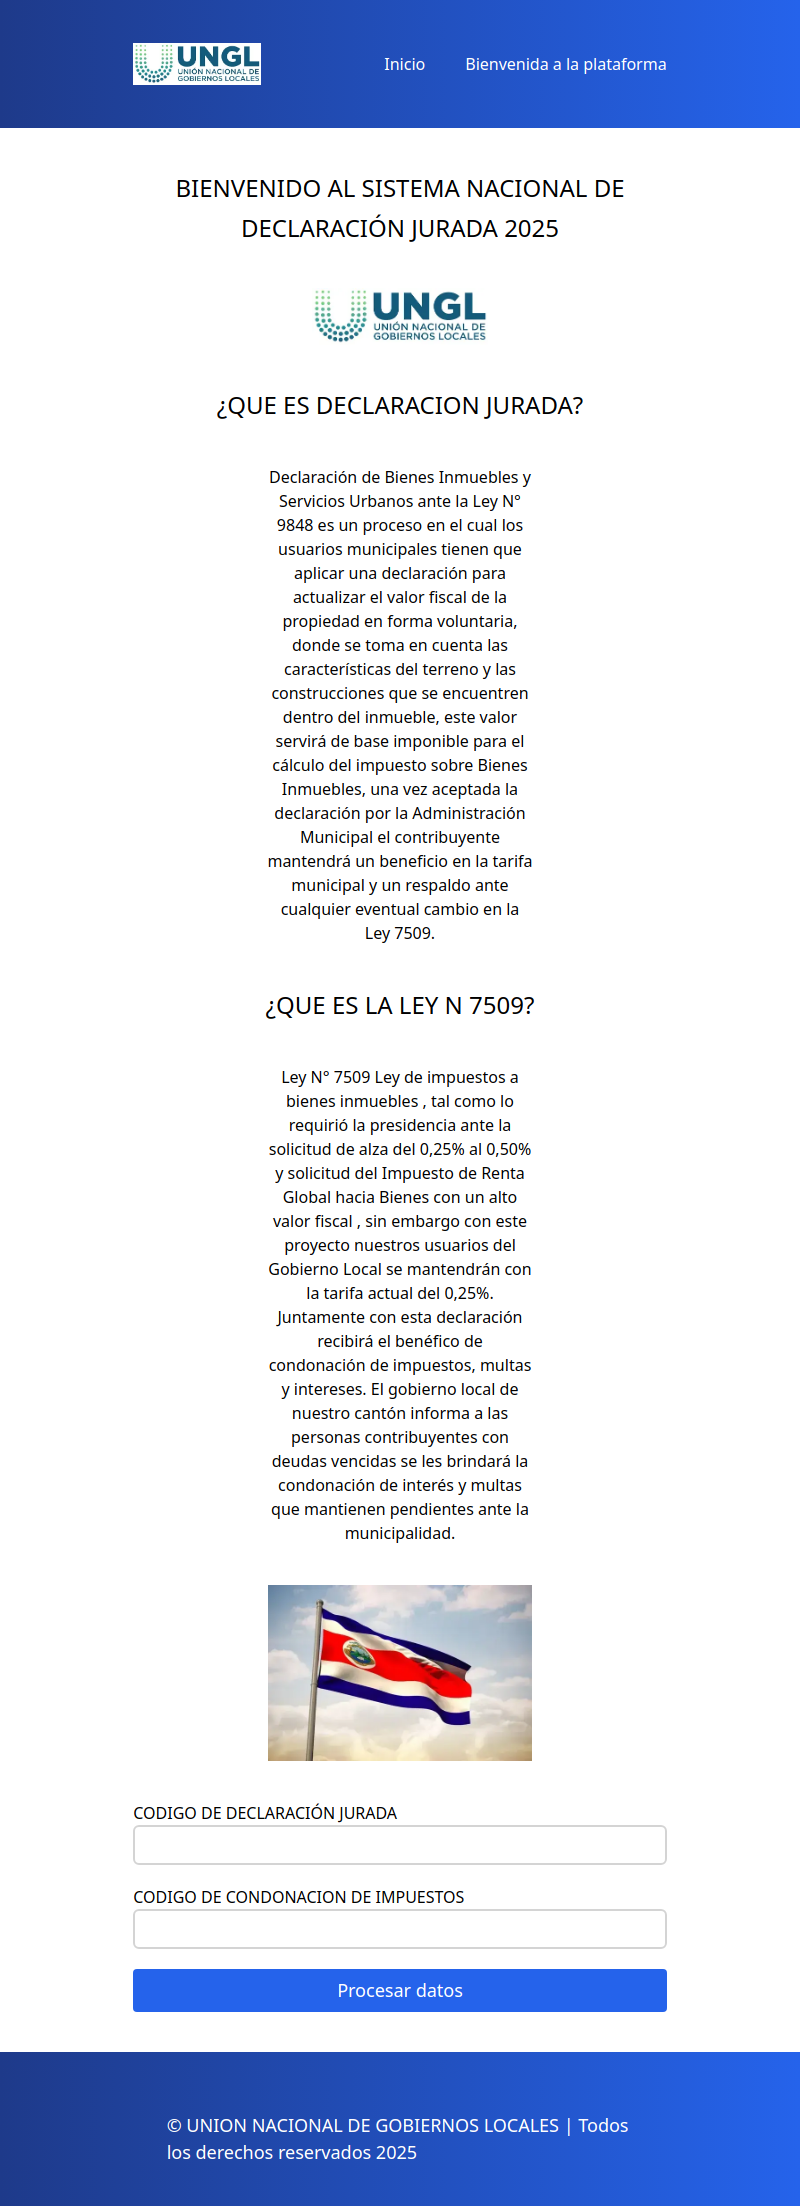 UNGL
UNIÓN NACIONAL DE
GOBIERNOS LOCALES
Inicio
Bienvenida a la plataforma
BIENVENIDO AL SISTEMA NACIONAL DE
DECLARACIÓN JURADA 2025
UNGL
UNIÓN NACIONAL DE
GOBIERNOS LOCALES
¿QUE ES DECLARACION JURADA?
Declaración de Bienes Inmuebles y
Servicios Urbanos ante la Ley N°
9848 es un proceso en el cual los
usuarios municipales tienen que
aplicar una declaración para
actualizar el valor fiscal de la
propiedad en forma voluntaria,
donde se toma en cuenta las
características del terreno y las
construcciones que se encuentren
dentro del inmueble, este valor
servirá de base imponible para el
cálculo del impuesto sobre Bienes
Inmuebles, una vez aceptada la
declaración por la Administración
Municipal el contribuyente
mantendrá un beneficio en la tarifa
municipal y un respaldo ante
cualquier eventual cambio en la
Ley 7509.
¿QUE ES LA LEY N 7509?
Ley N° 7509 Ley de impuestos a
bienes inmuebles , tal como lo
requirió la presidencia ante la
solicitud de alza del 0,25% al 0,50%
y solicitud del Impuesto de Renta
Global hacia Bienes con un alto
valor fiscal , sin embargo con este
proyecto nuestros usuarios del
Gobierno Local se mantendrán con
la tarifa actual del 0,25%.
Juntamente con esta declaración
recibirá el benéfico de
condonación de impuestos, multas
y intereses. El gobierno local de
nuestro cantón informa a las
personas contribuyentes con
deudas vencidas se les brindará la
condonación de interés y multas
que mantienen pendientes ante la
municipalidad.
CODIGO DE DECLARACIÓN JURADA
CODIGO DE CONDONACION DE IMPUESTOS
Procesar datos
© UNION NACIONAL DE GOBIERNOS LOCALES | Todos
los derechos reservados 2025